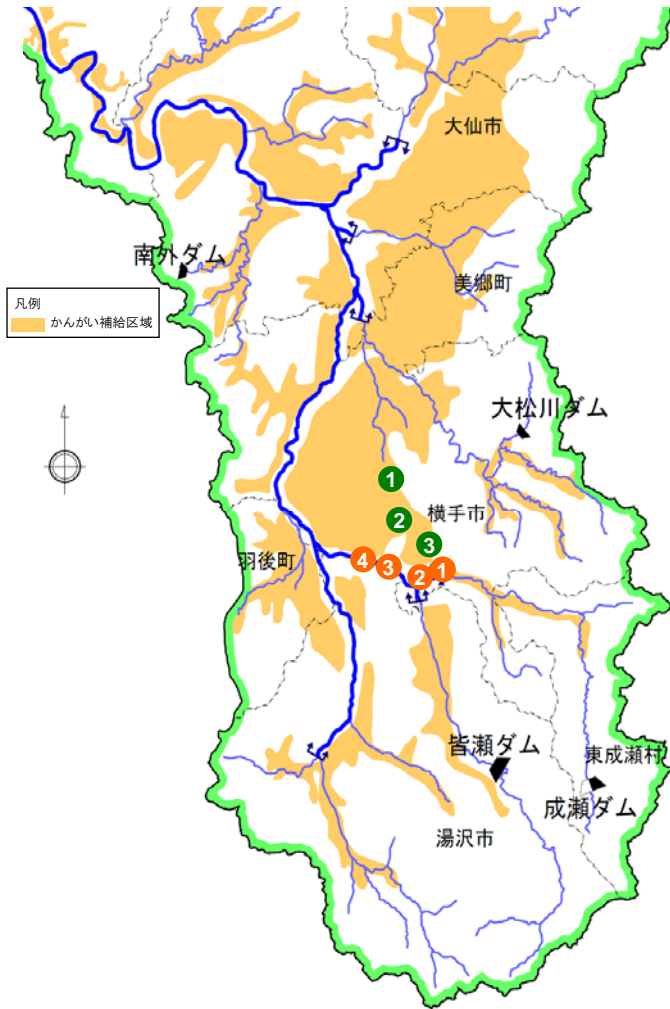 大仙市
南外ダム
美郷町
凡例
かんがい補給区域
大松川ダム
4
1
横手市
2
3
羽後町
4
3
2
1
皆瀬ダム
東成瀬村
成瀬ダム
湯沢市